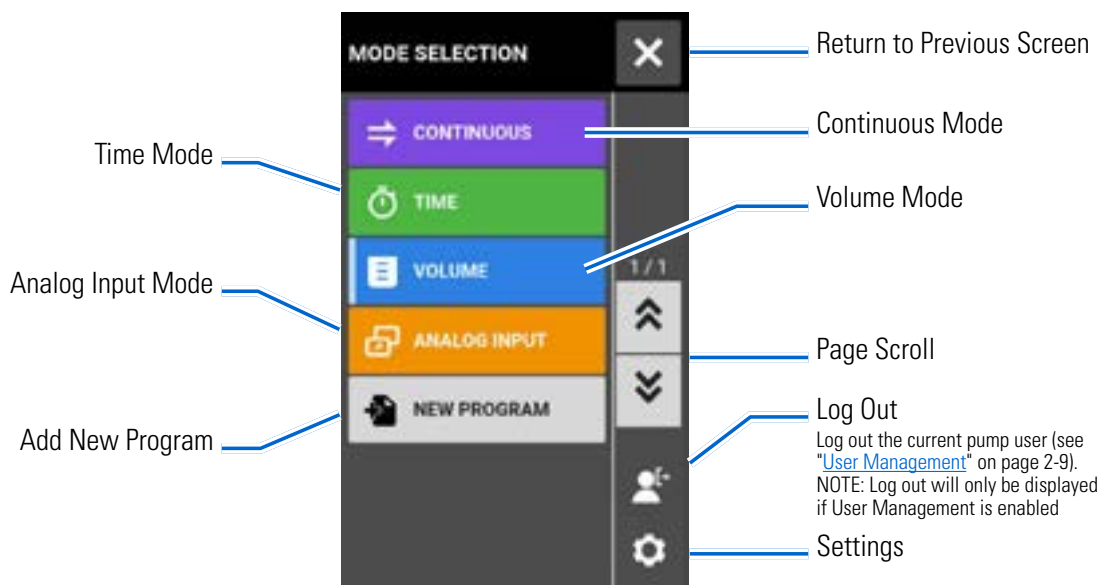 MODE SELECTION
Return to Previous Screen
CONTINUOUS
Continuous Mode
Time Mode
TIME
Volume Mode
VOLUME
1/1
Analog Input Mode
ANALOG INPUT
Page Scroll
NEW PROGRAM
Add New Program
Log Out
Log out the current pump user (see
"User Management" on page 2-9).
NOTE: Log out will only be displayed
if User Management is enabled
Settings